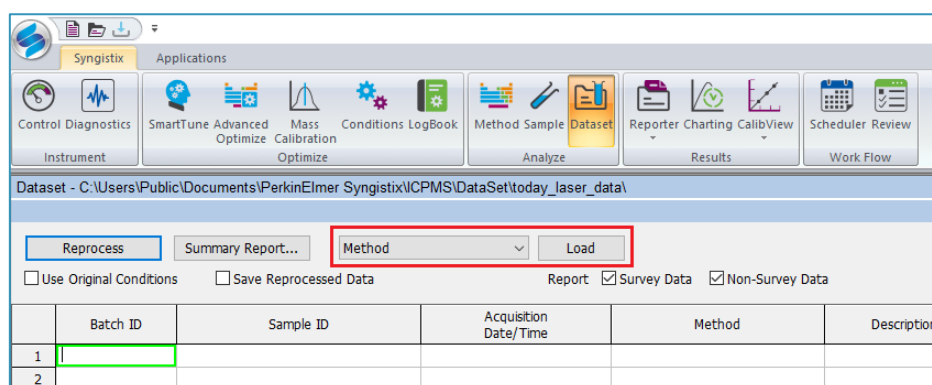 Syngistix Applications
Control Diagnostics SmartTune Advanced Optimize Mass Calibration Conditions LogBook Method Sample Dataset Reporter Charting CalibView Scheduler Review
Instrument Optimize Analyze Results Work Flow
Dataset - C:\Users\Public\Documents\PerkinElmer Syngistix\ICPMS\DataSet\today_laser_data\
Reprocess Summary Report... Method Load
Use Original Conditions Save Reprocessed Data Report Survey Data Non-Survey Data
Batch ID Sample ID Acquisition Date/Time Method Description
1
2